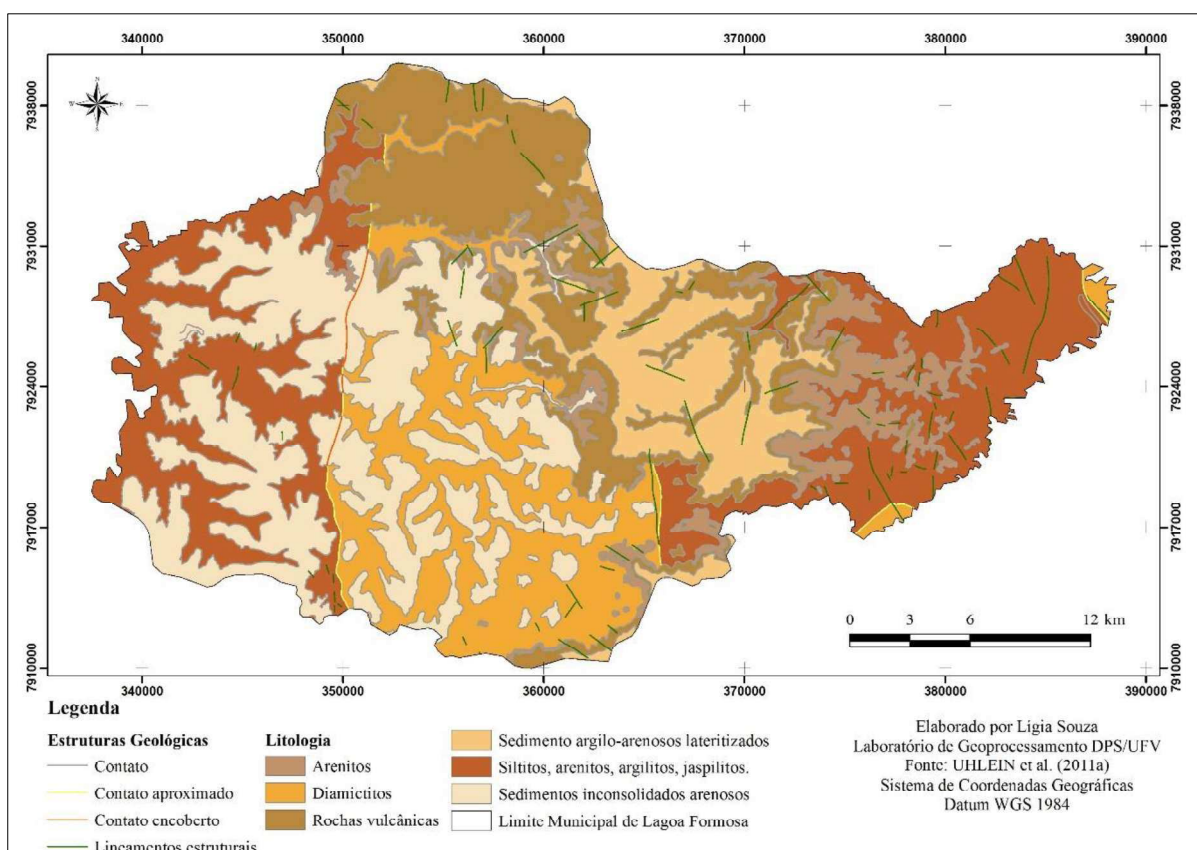 340000 350000 360000 370000 380000 390000
7938000 7938000
7931000 7931000
7924000 7924000
7917000 7917000
7910000 7910000
N
W E
S
1
0 3 6 12 km
340000 350000 360000 370000 380000 390000
Legenda
Estruturas Geológicas
Contato
Contato aproximado
Contato encoberto
Lineamentos estruturais
Litologia
Arenitos
Diamictitos
Rochas vulcânicas
Sedimento argilo-arenosos lateritizados
Siltitos, arenitos, argilitos, jaspilitos.
Sedimentos inconsolidados arenosos
Limite Municipal de Lagoa Formosa
Elaborado por Ligia Souza
Laboratório de Geoprocessamento DPS/UFV
Fonte: UHLEIN et al. (2011a)
Sistema de Coordenadas Geográficas
Datum WGS 1984